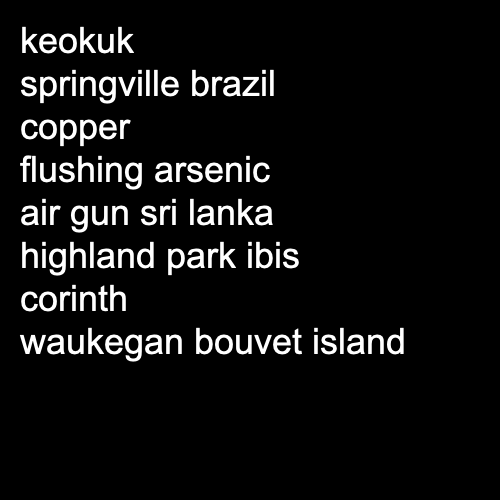 keokuk
springville brazil
copper
flushing arsenic
air gun sri lanka
highland park ibis
corinth
waukegan bouvet island